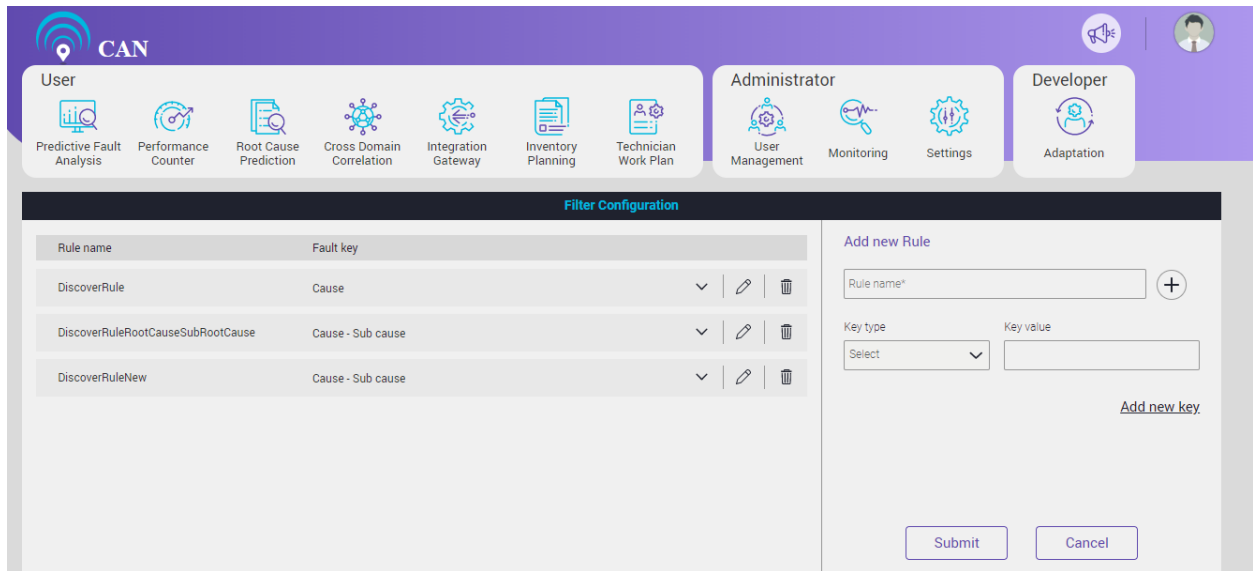 CAN
User
Administrator
Developer
Predictive Fault Analysis
Performance Counter
Root Cause Prediction
Cross Domain Correlation
Integration Gateway
Inventory Planning
Technician Work Plan
User Management
Monitoring
Settings
Adaptation
Filter Configuration
Rule name Fault key
DiscoverRule Cause
DiscoverRuleRootCauseSubRootCause Cause - Sub cause
DiscoverRuleNew Cause - Sub cause
Add new Rule
Rule name*
Key type Key value
Select
Add new key
Submit Cancel